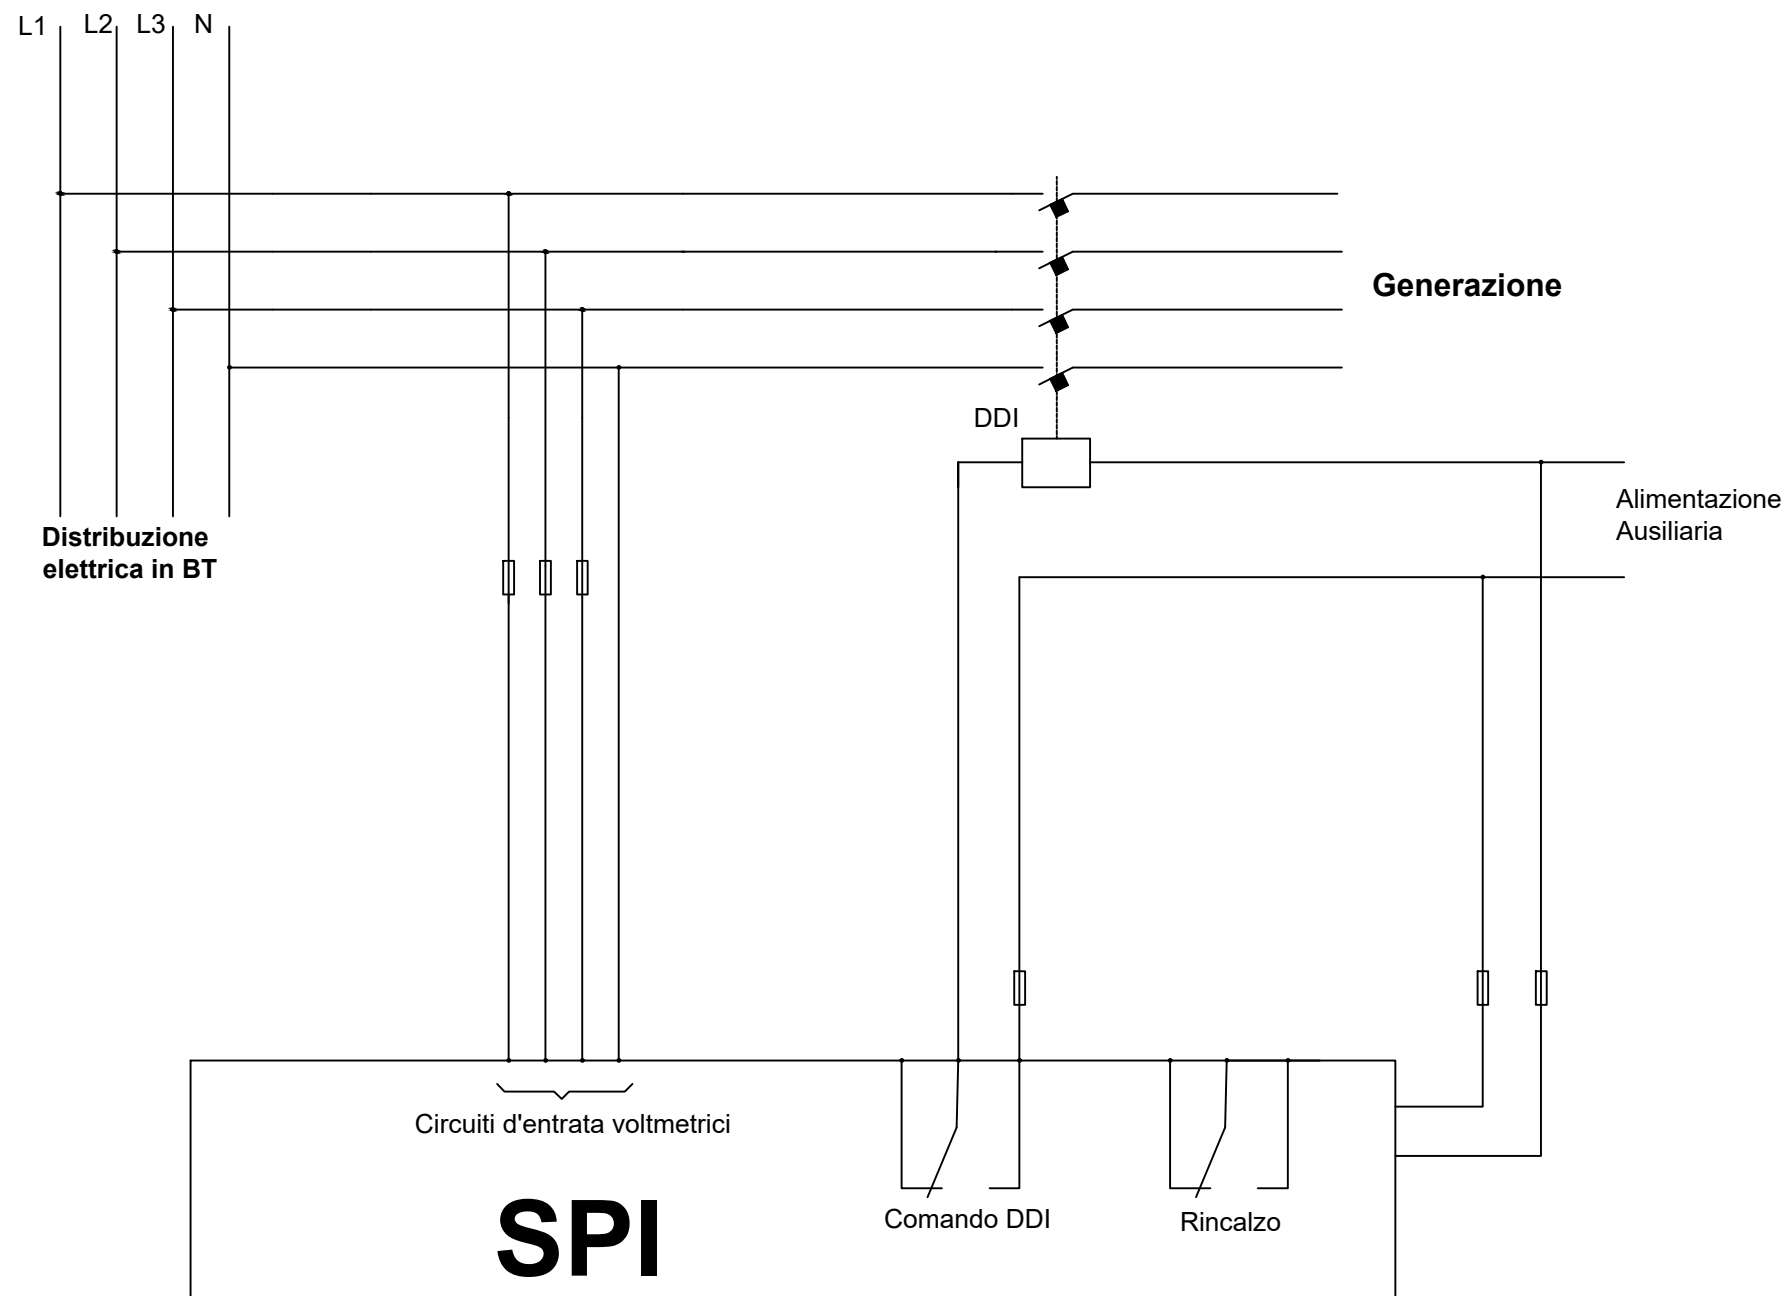 L1 L2 L3 N
Generazione
DDI
Alimentazione
Ausiliaria
Distribuzione
elettrica in BT
Circuiti d'entrata voltmetrici
SPI
Comando DDI
Rincalzo